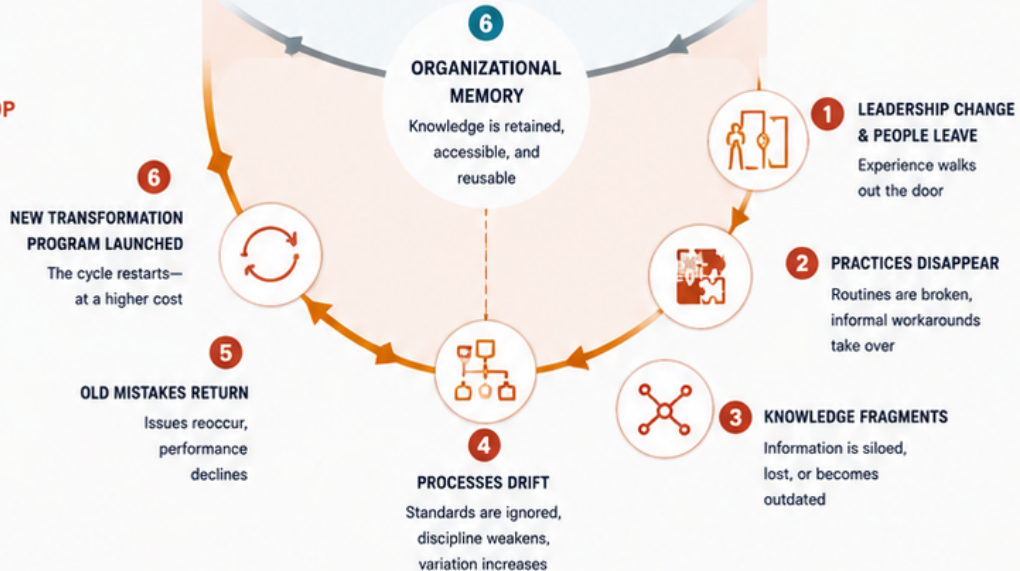 6
ORGANIZATIONAL
MEMORY
Knowledge is retained,
accessible, and
reusable
OP
1
LEADERSHIP CHANGE
& PEOPLE LEAVE
Experience walks
out the door
2
PRACTICES DISAPPEAR
Routines are broken,
informal workarounds
take over
3
KNOWLEDGE FRAGMENTS
Information is siloed,
lost, or becomes
outdated
4
PROCESSES DRIFT
Standards are ignored,
discipline weakens,
variation increases
5
OLD MISTAKES RETURN
Issues reoccur,
performance
declines
6
NEW TRANSFORMATION
PROGRAM LAUNCHED
The cycle restarts—
at a higher cost